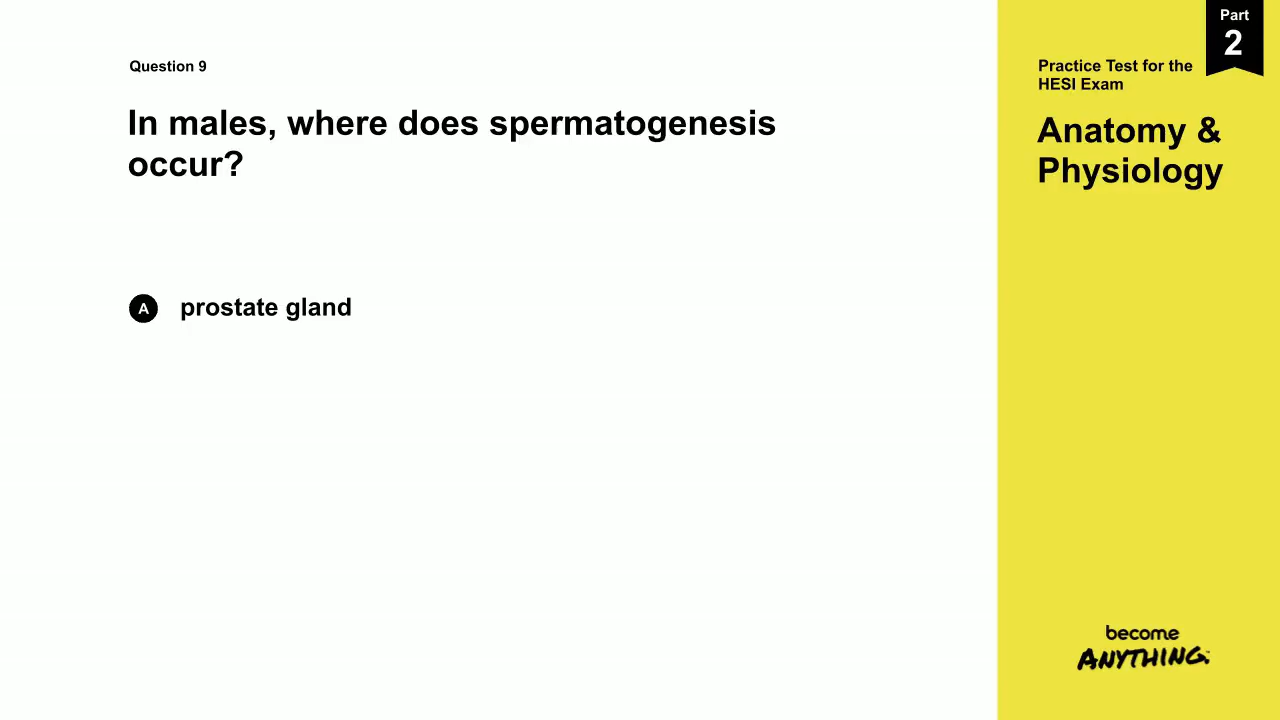 Question 9
In males, where does spermatogenesis
occur?
A prostate gland
Part
2
Practice Test for the
HESI Exam
Anatomy &
Physiology
become
ANYTHING.